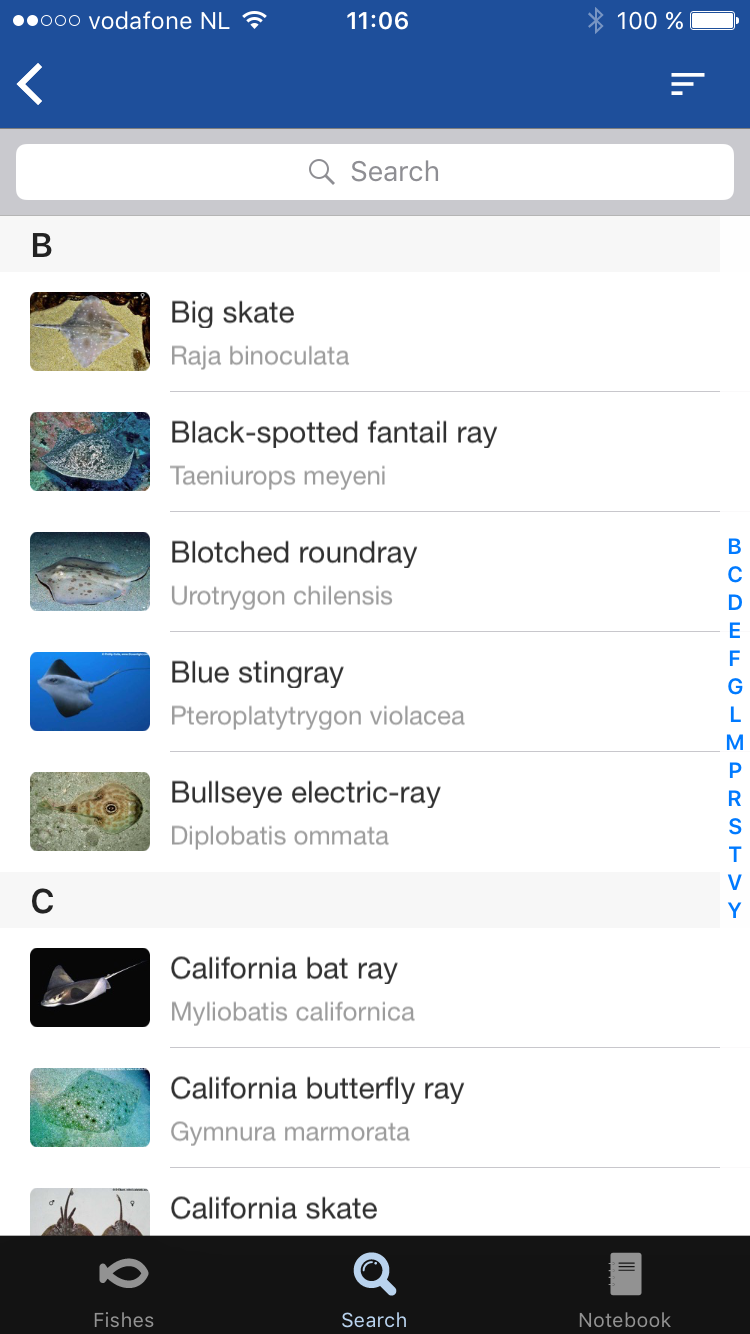 vodafone NL 11:06 100 %
Search
B
Big skate
Raja binoculata
Black-spotted fantail ray
Taeniurops meyeni
Blotched roundray
Urotrygon chilensis
Blue stingray
Pteroplatytrygon violacea
Bullseye electric-ray
Diplobatis ommata
C
California bat ray
Myliobatis californica
California butterfly ray
Gymnura marmorata
California skate
B
C
D
E
F
G
L
M
P
R
S
T
V
Y
Fishes Search Notebook